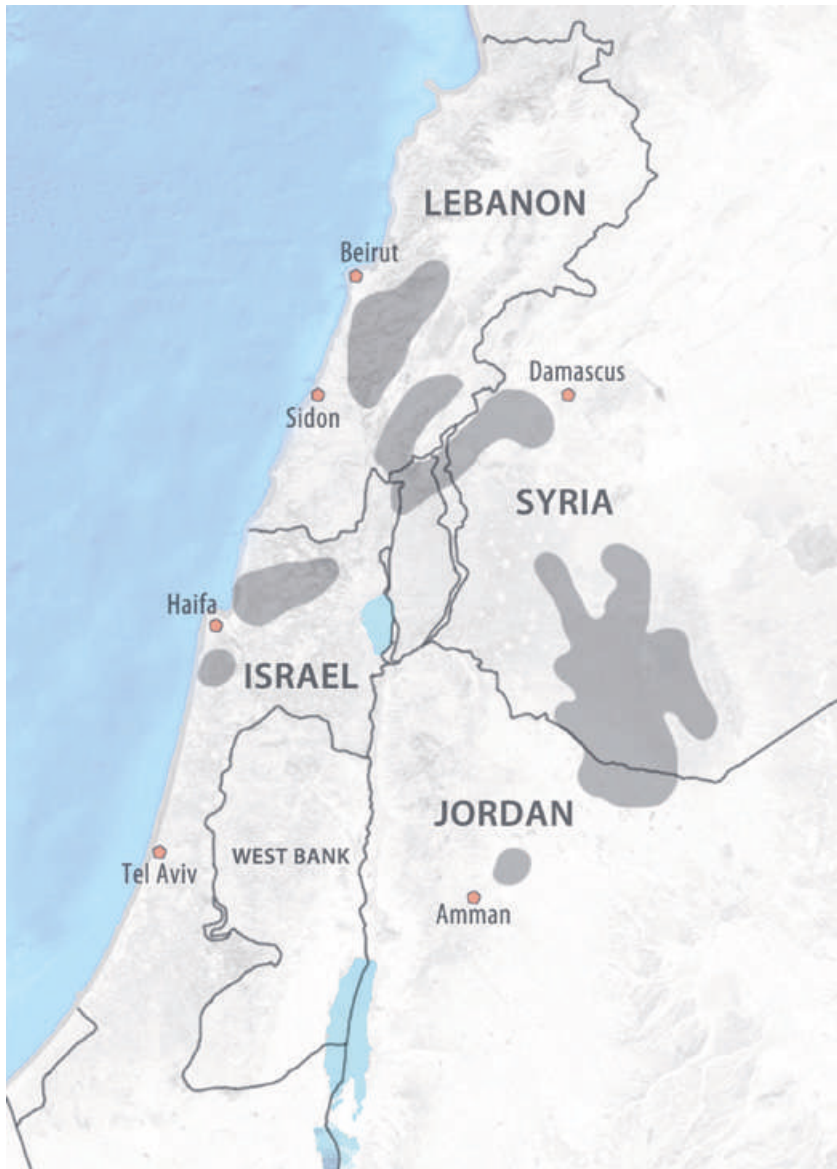 LEBANON
Beirut
Damascus
Sidon
SYRIA
Haifa
ISRAEL
JORDAN
WEST BANK
Tel Aviv
Amman